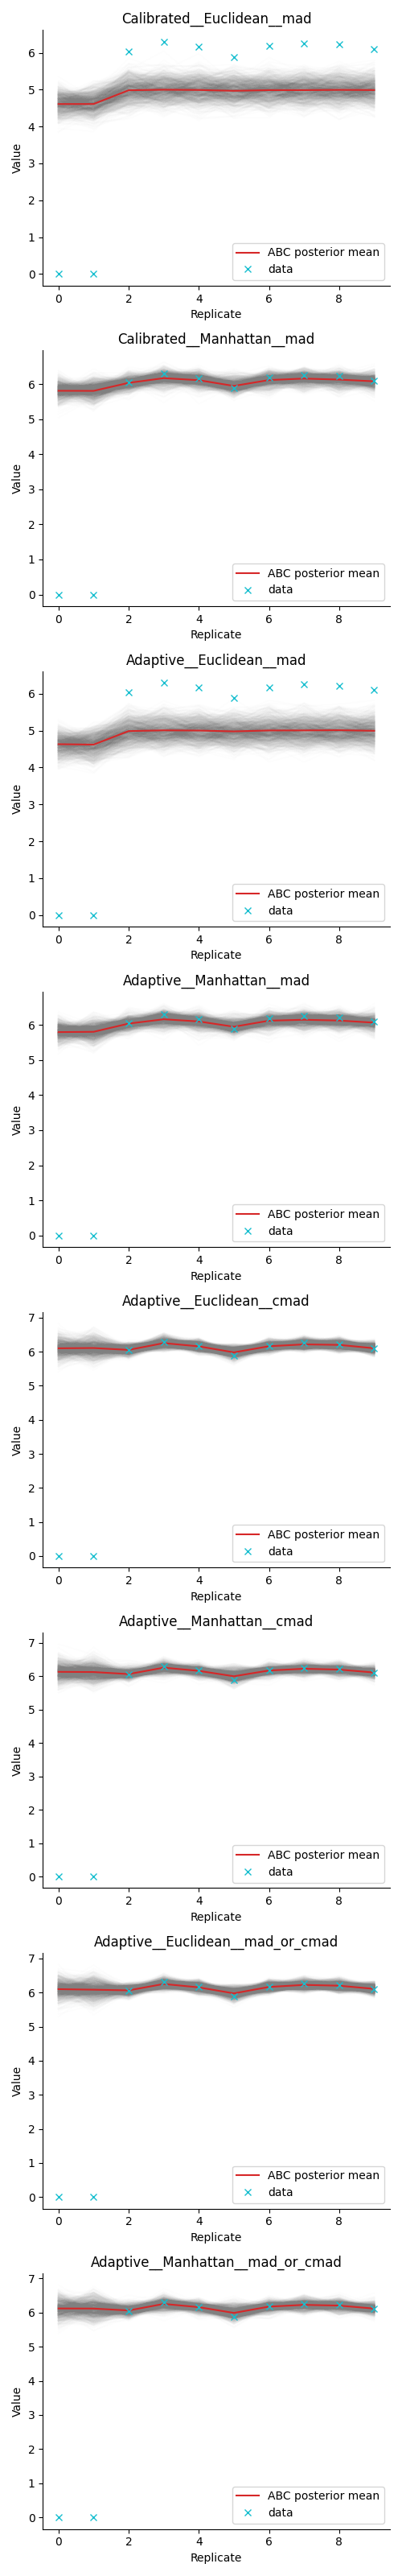 Calibrated__Euclidean__mad
6
5
4
3
2
1
0
Value
ABC posterior mean
data
0 2 4 6 8
Replicate
Calibrated__Manhattan__mad
6
5
4
3
2
1
0
Value
ABC posterior mean
data
0 2 4 6 8
Replicate
Adaptive__Euclidean__mad
6
5
4
3
2
1
0
Value
ABC posterior mean
data
0 2 4 6 8
Replicate
Adaptive__Manhattan__mad
6
5
4
3
2
1
0
Value
ABC posterior mean
data
0 2 4 6 8
Replicate
Adaptive__Euclidean__cmad
7
6
5
4
3
2
1
0
Value
ABC posterior mean
data
0 2 4 6 8
Replicate
Adaptive__Manhattan__cmad
7
6
5
4
3
2
1
0
Value
ABC posterior mean
data
0 2 4 6 8
Replicate
Adaptive__Euclidean__mad_or_cmad
7
6
5
4
3
2
1
0
Value
ABC posterior mean
data
0 2 4 6 8
Replicate
Adaptive__Manhattan__mad_or_cmad
7
6
5
4
3
2
1
0
Value
ABC posterior mean
data
0 2 4 6 8
Replicate